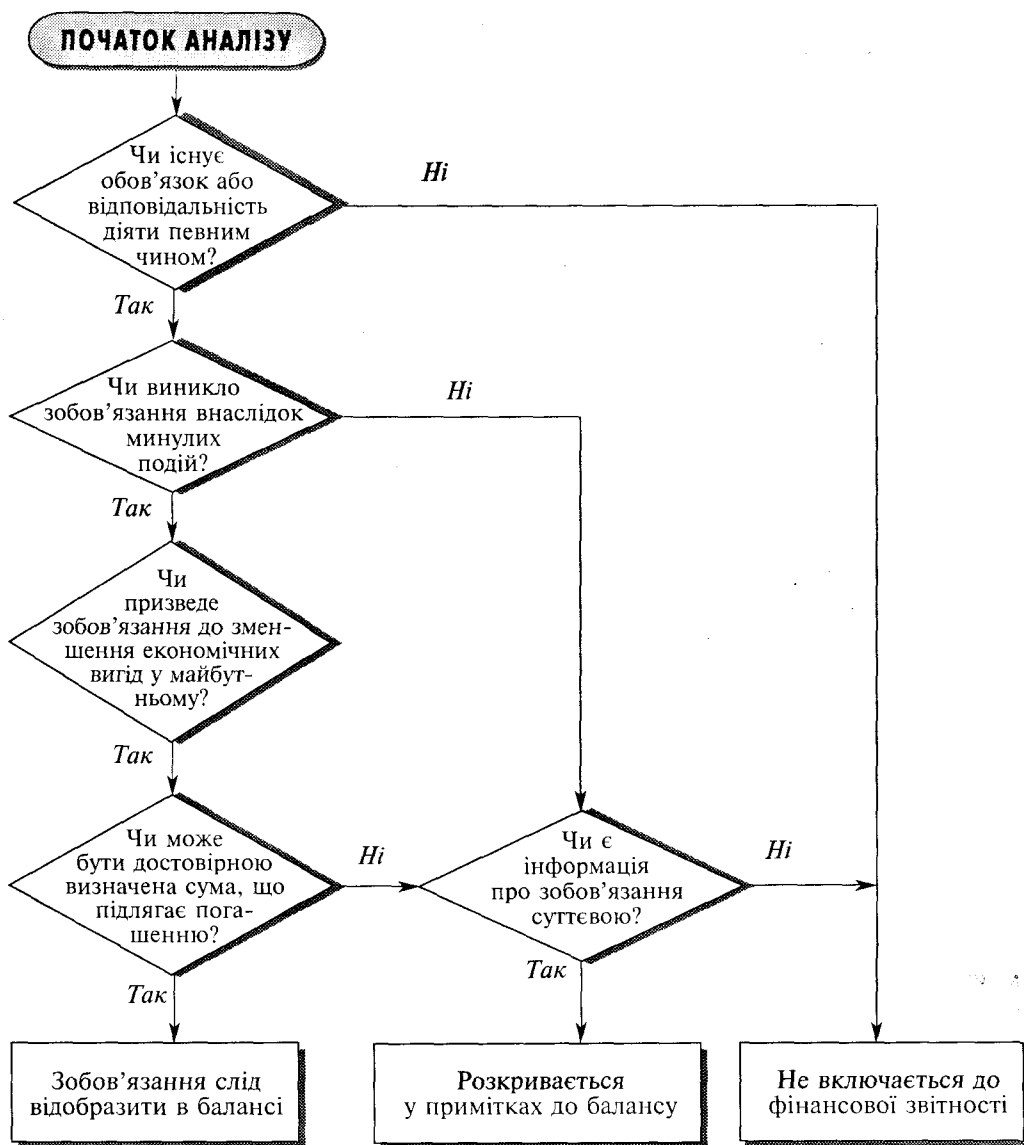 ПОЧАТОК АНАЛІЗУ
Чи існує
обов'язок або
відповідальність
діяти певним
чином?
Ні
Так
Чи виникло
зобов'язання внаслідок
минулих
подій?
Ні
Так
Чи
призведе
зобов'язання до змен-
шення економічних
вигід у майбут-
ньому?
Так
Чи може
бути достовірною
визначена сума, що
підлягає пога-
шенню?
Ні
Чи є
інформація
про зобов'язання
суттєвою?
Ні
Так
Так
Зобов'язання слід
відобразити в балансі
Розкривається
у примітках до балансу
Не включається до
фінансової звітності